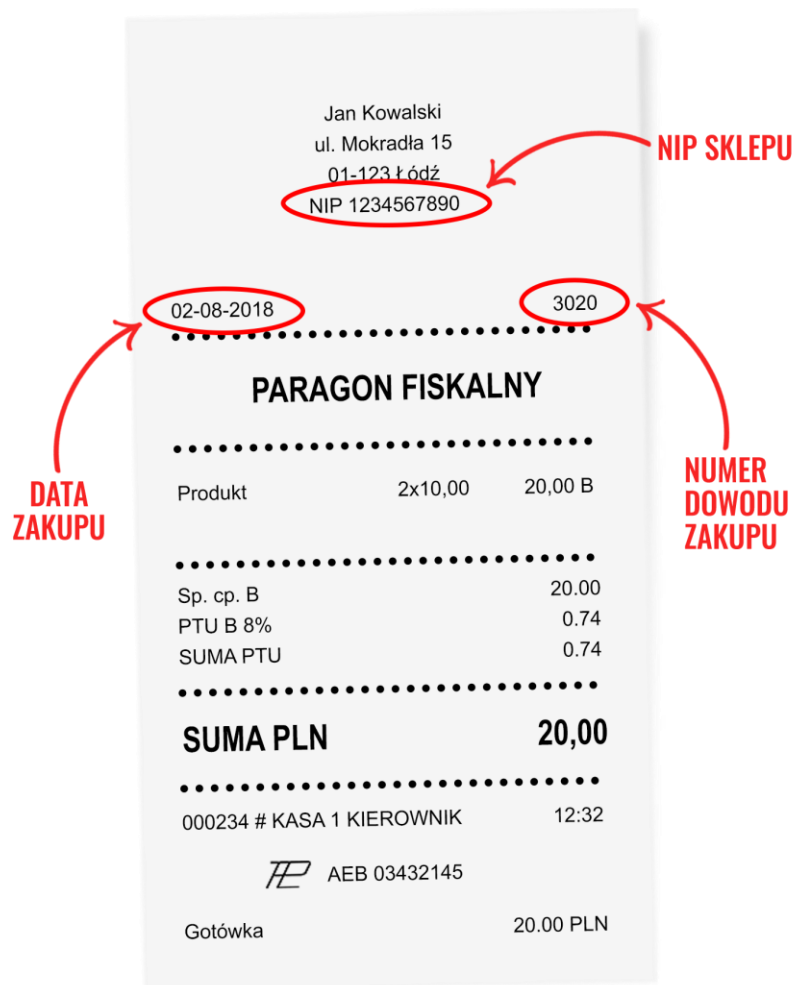 Jan Kowalski
ul. Mokradła 15
01-123 Łódź
NIP 1234567890
NIP SKLEPU
02-08-2018 3020
PARAGON FISKALNY
DATA
ZAKUPU
NUMER
DOWODU
ZAKUPU
Produkt 2x10,00 20,00 B
Sp. cp. B 20.00
PTU B 8% 0.74
SUMA PTU 0.74
SUMA PLN 20,00
000234 # KASA 1 KIEROWNIK 12:32
AEB 03432145
Gotówka 20.00 PLN